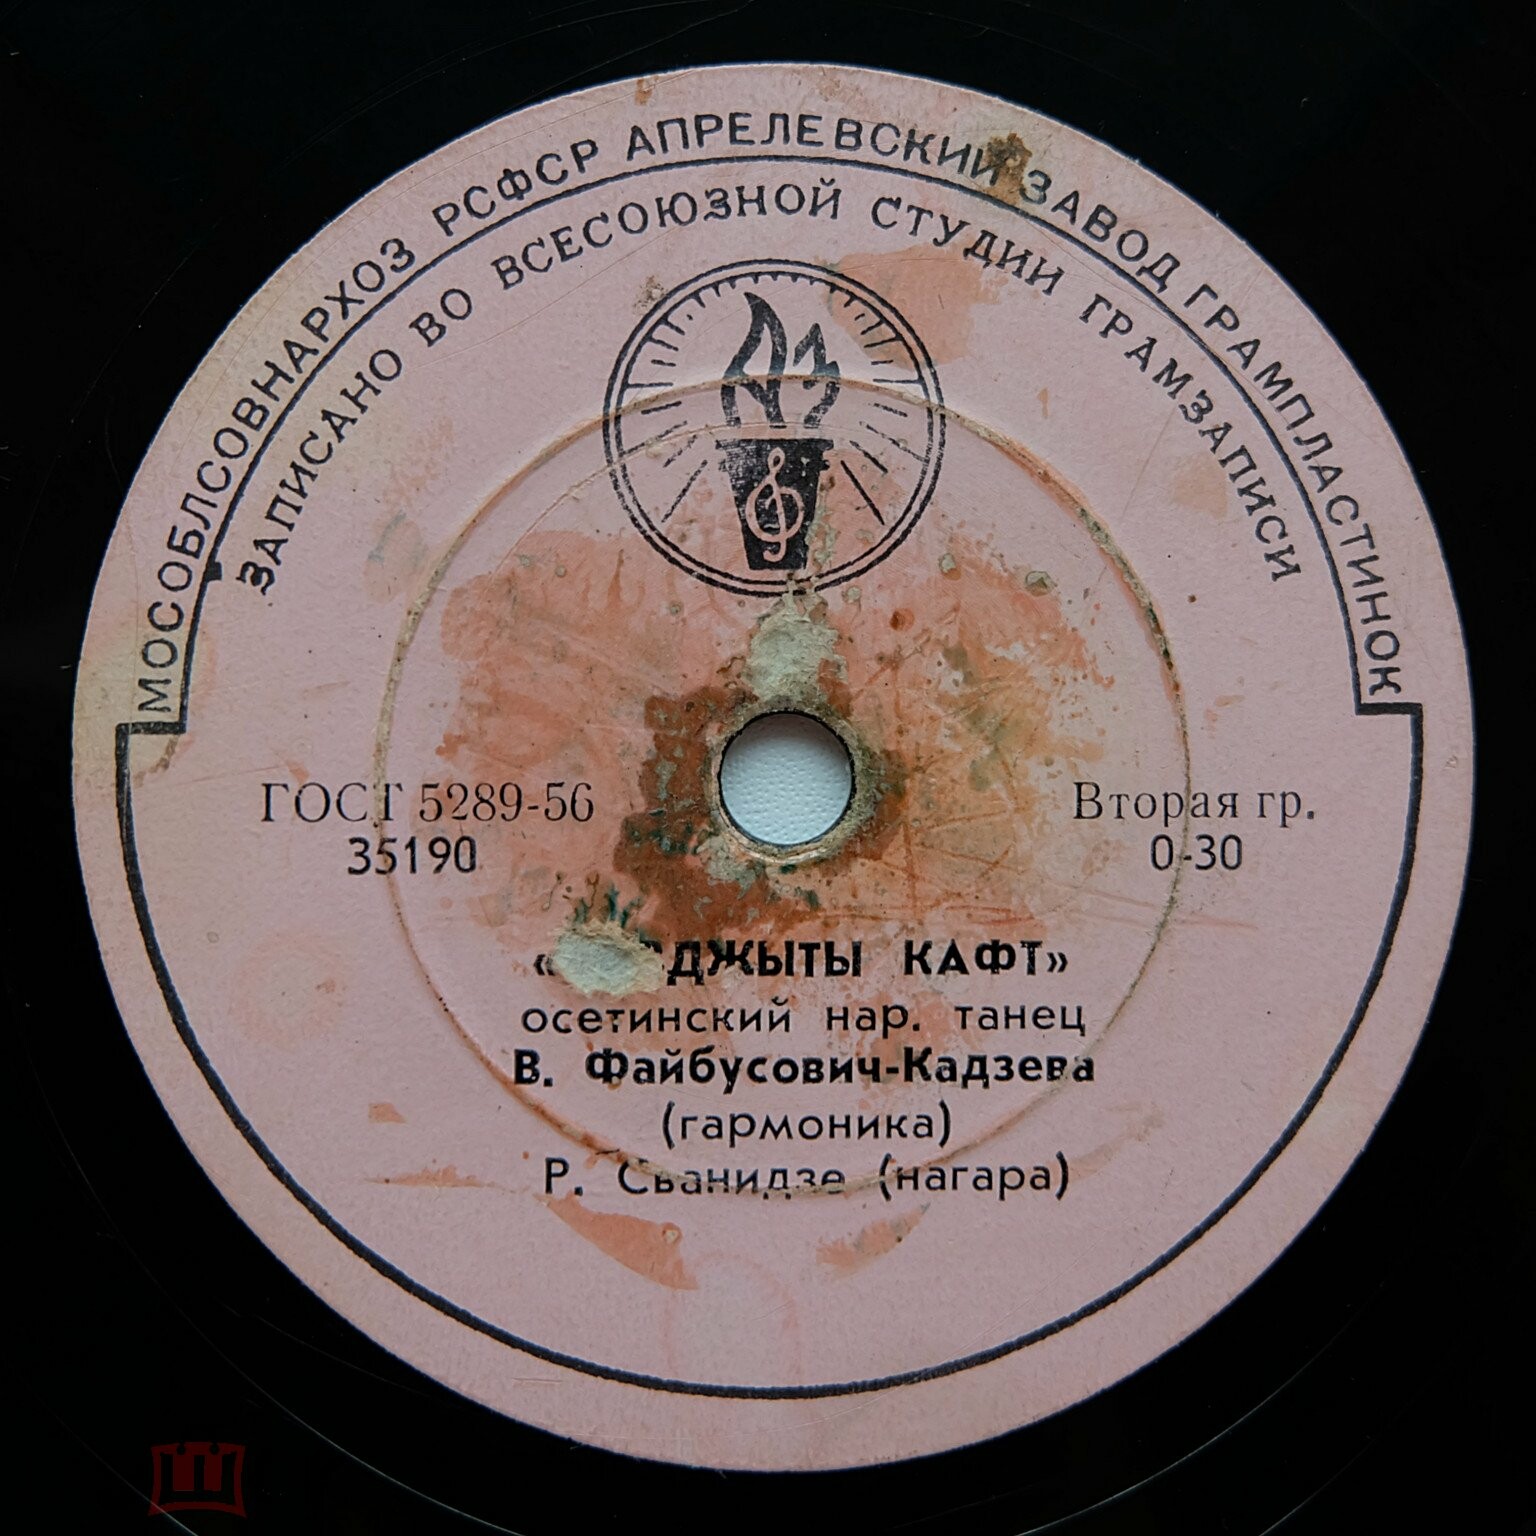 МОСОБЛСОВНАРХОЗ РСФСР АПРЕЛЕВСКИЙ ЗАВОД ГРАМПЛАСТИНОК
ЗАПИСАНО ВО ВСЕСОЮЗНОЙ СТУДИИ ГРАМЗАПИСИ
ГОСТ 5289-56
35190
Вторая гр.
0-30
КАФТ»
осетинский нар. танец
В. Файбусович-Кадзева
(гармоника)
Р. Сванидзе (нагара)